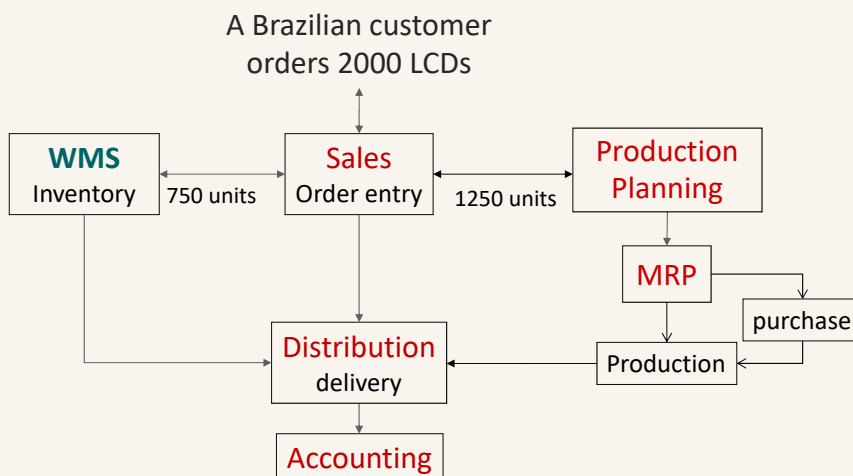 A Brazilian customer
orders 2000 LCDs
WMS
Inventory
750 units
Sales
Order entry
1250 units
Production
Planning
MRP
purchase
Production
Distribution
delivery
Accounting